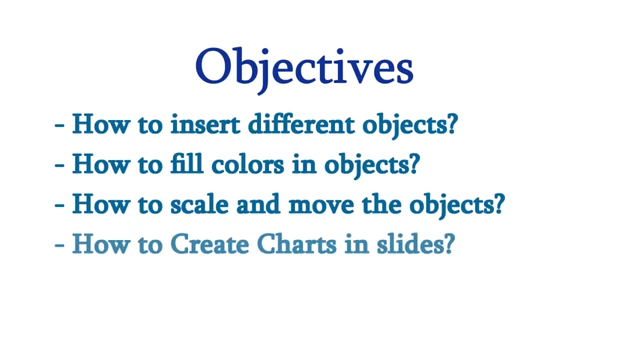 Objectives
- How to insert different objects?
- How to fill colors in objects?
- How to scale and move the objects?
- How to Create Charts in slides?